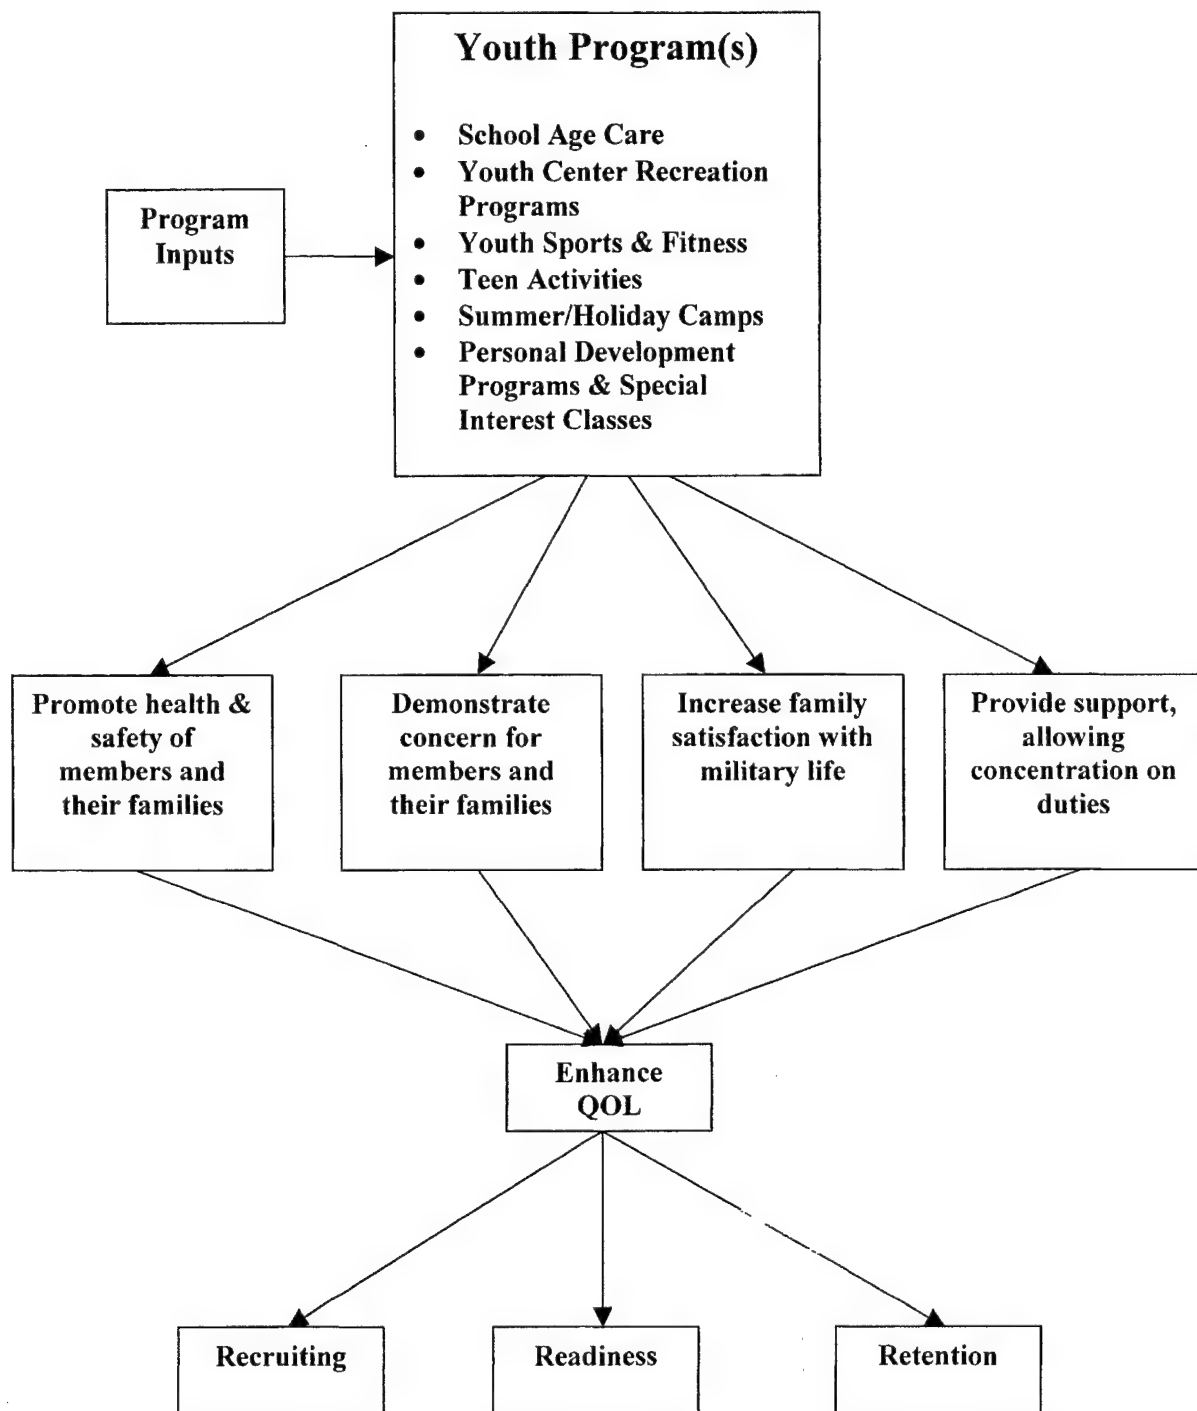 Youth Program(s)
• School Age Care
• Youth Center Recreation
Programs
• Youth Sports & Fitness
• Teen Activities
• Summer/Holiday Camps
• Personal Development
Programs & Special
Interest Classes
Program
Inputs
Promote health &
safety of
members and
their families
Demonstrate
concern for
members and
their families
Increase family
satisfaction with
military life
Provide support,
allowing
concentration on
duties
Enhance
QOL
Recruiting
Readiness
Retention